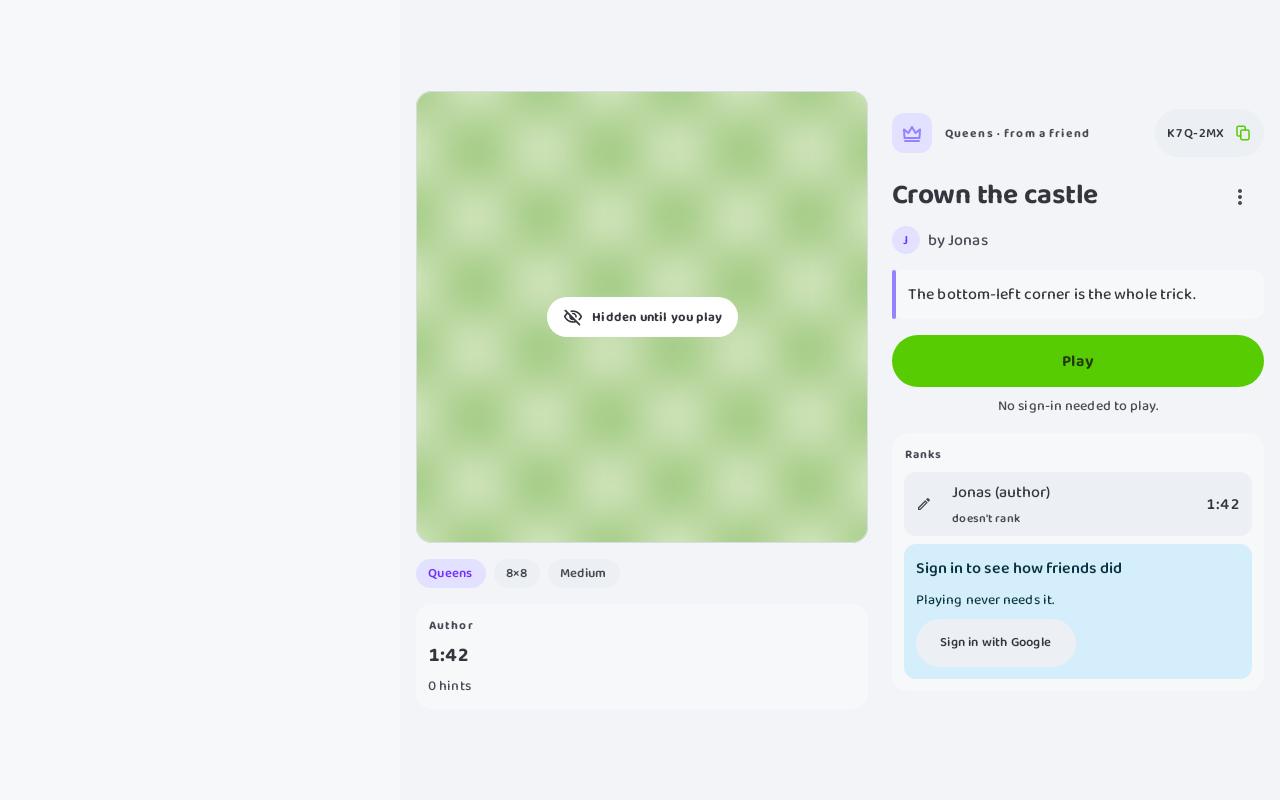 Hidden until you play
Queens
8×8
Medium
Author
1:42
0 hints
Queens · from a friend
K7Q-2MX
Crown the castle
J
by Jonas
The bottom-left corner is the whole trick.
Play
No sign-in needed to play.
Ranks
Jonas (author)
doesn't rank
1:42
Sign in to see how friends did
Playing never needs it.
Sign in with Google